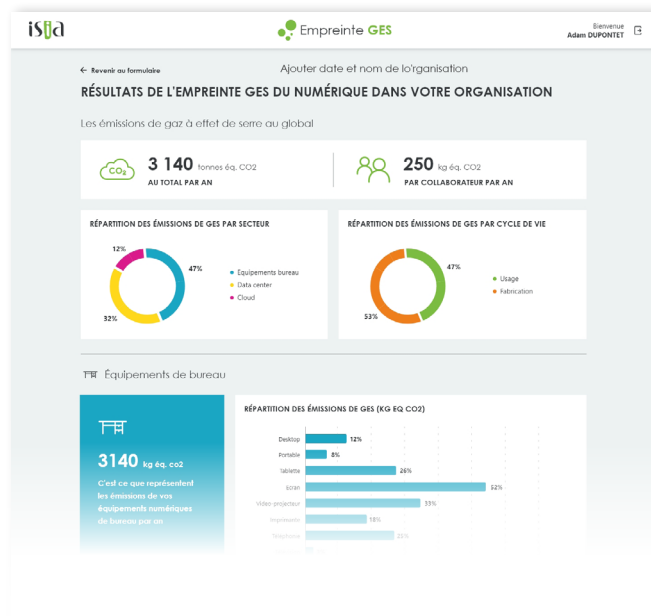 isia
Empreinte GES
Bienvenue
Adam DUPONTET
← Revenir au formulaire
Ajouter date et nom de lo'rganisation
RÉSULTATS DE L'EMPREINTE GES DU NUMÉRIQUE DANS VOTRE ORGANISATION
Les émissions de gaz à effet de serre au global
CO₂
3 140 tonnes éq. CO2
AU TOTAL PAR AN
250 kg éq. CO2
PAR COLLABORATEUR PAR AN
RÉPARTITION DES ÉMISSIONS DE GES PAR SECTEUR
12%
47%
32%
Equipements bureau
Data center
Cloud
RÉPARTITION DES ÉMISSIONS DE GES PAR CYCLE DE VIE
47%
53%
Usage
Fabrication
Équipements de bureau
3140 kg éq. co2
C'est ce que représentent
les émissions de vos
équipements numériques
de bureau par an
RÉPARTITION DES ÉMISSIONS DE GES (KG EQ CO2)
Desktop 12%
Portable 8%
Tablette 26%
Ecran 52%
Video-projecteur 33%
Imprimante 18%
Téléphone 25%